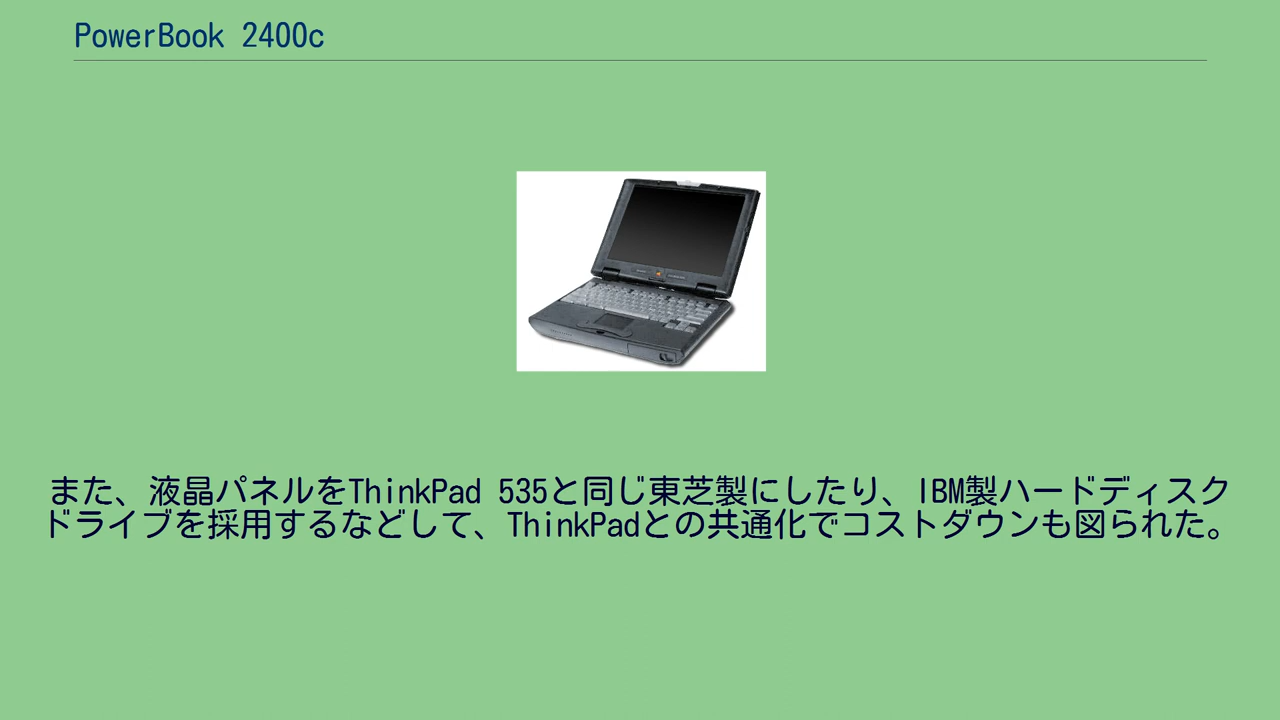 PowerBook 2400c
また、液晶パネルをThinkPad 535と同じ東芝製にしたり、IBM製ハードディスク
ドライブを採用するなどして、ThinkPadとの共通化でコストダウンも図られた。